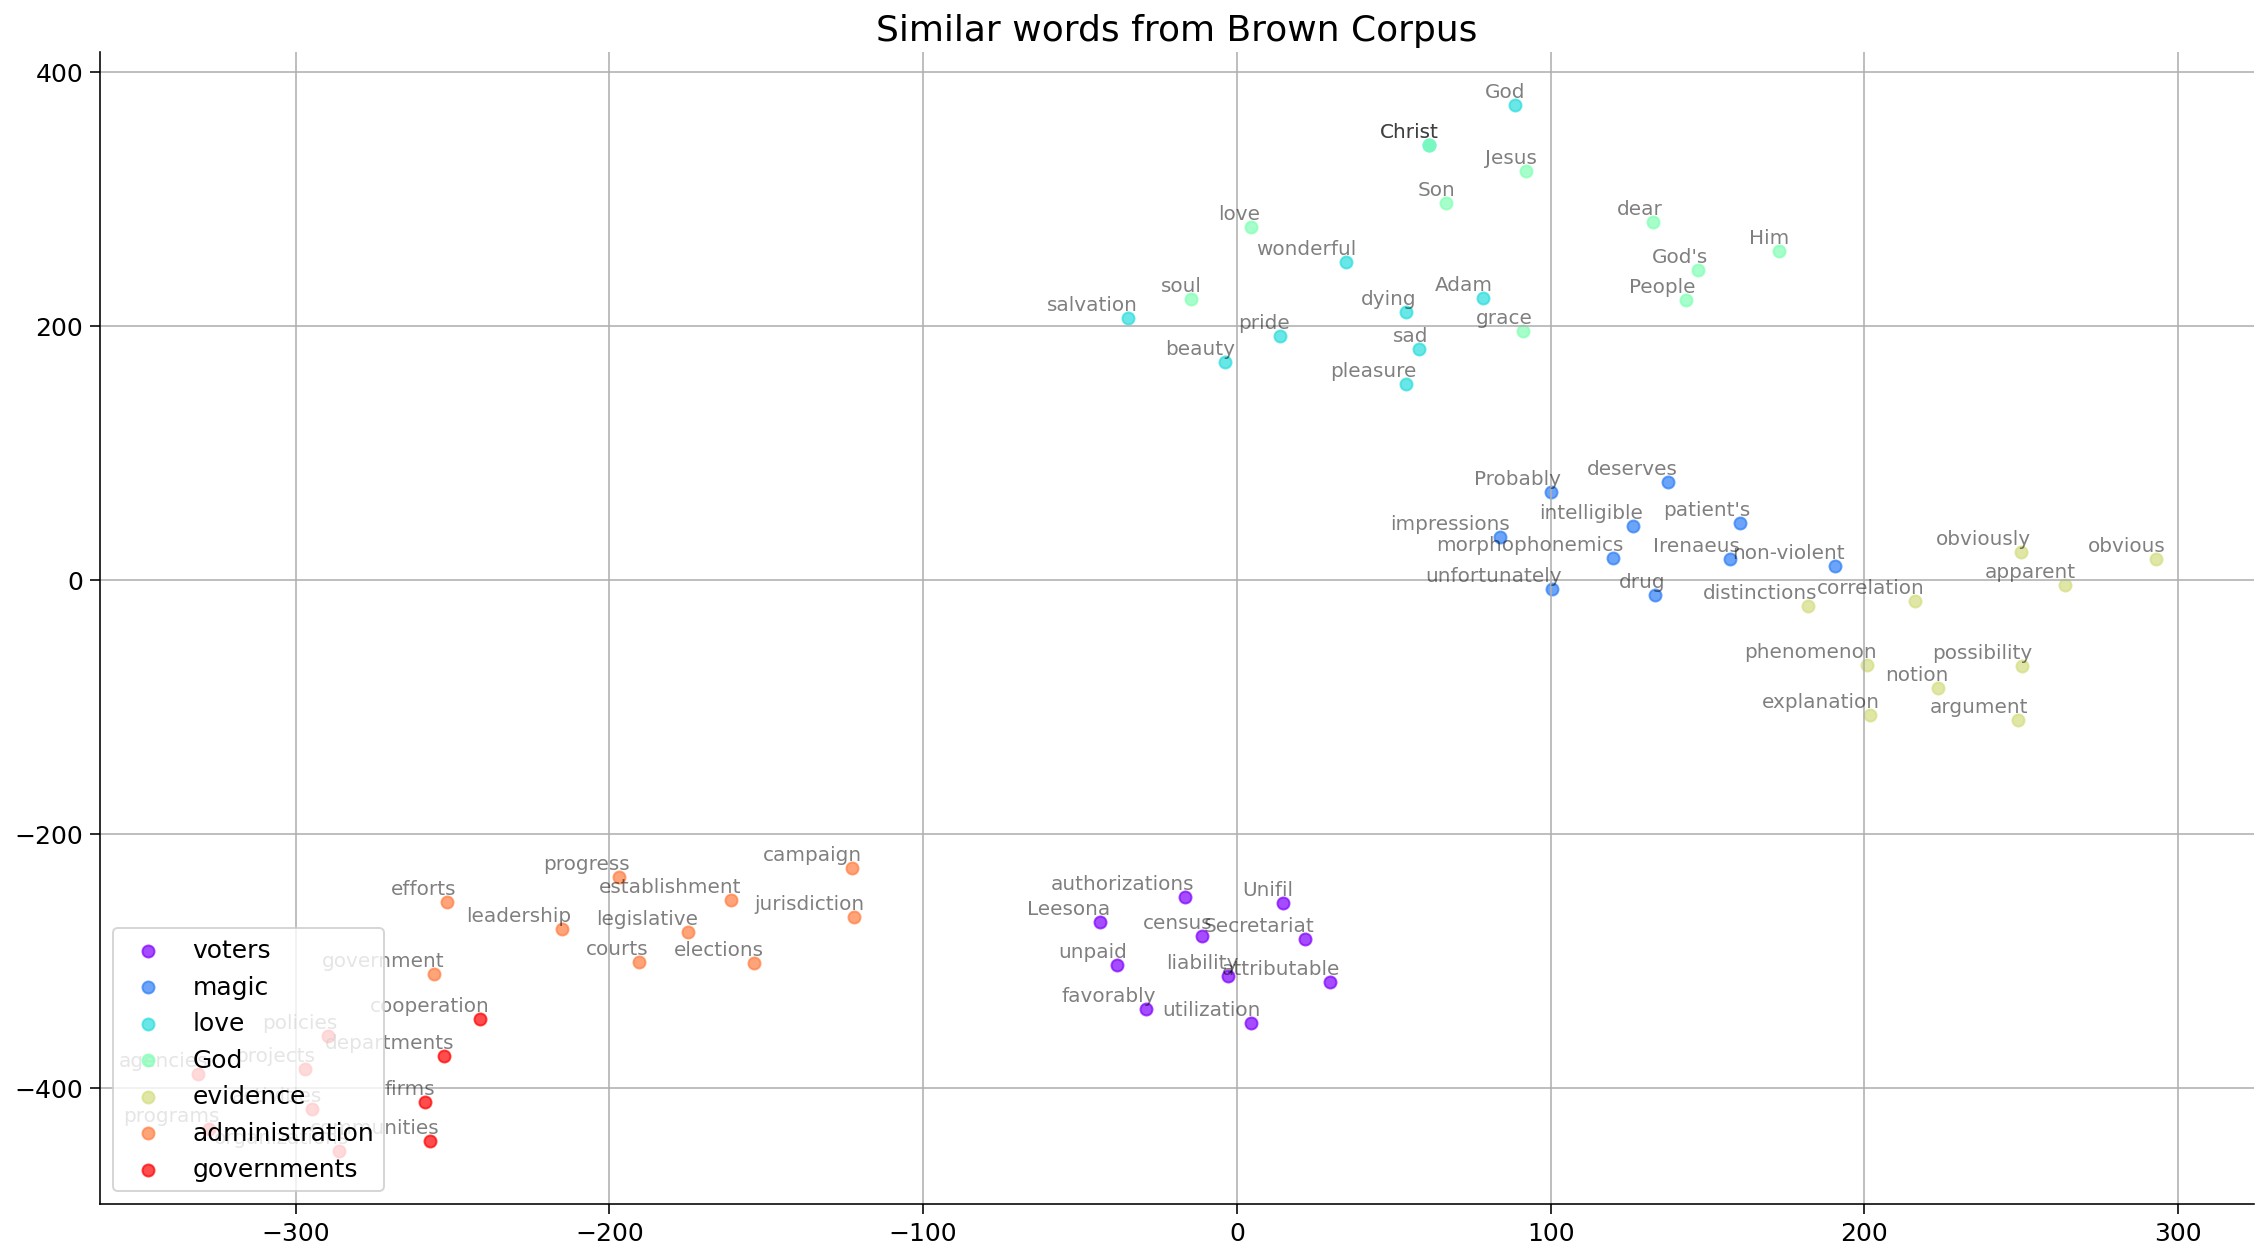 Similar words from Brown Corpus
400
God
Christ
Jesus
Son
dear
love
Him
wonderful
God's
soul
Adam
People
salvation
dying
200
pride
grace
beauty
sad
pleasure
Probably
deserves
intelligible
patient's
impressions
morphophonemics
Irenaeus
non-violent
obviously
obvious
0
unfortunately
drug
apparent
distinctions
correlation
phenomenon
possibility
notion
explanation
argument
−200
campaign
progress
efforts
establishment
authorizations
Unifil
leadership
legislative
jurisdiction
Leesona
census
Secretariat
courts
elections
unpaid
government
liability
attributable
cooperation
favorably
utilization
policies
departments
projects
agencies
−400
firms
programs
communities
voters
magic
love
God
evidence
administration
governments
−300
−200
−100
0
100
200
300